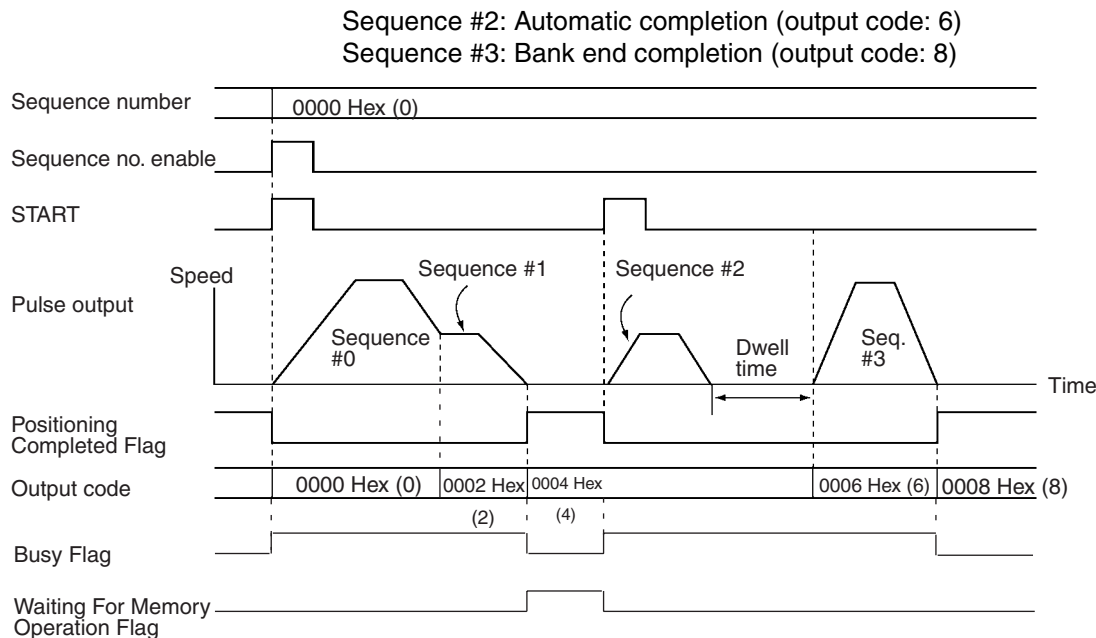 Sequence #2: Automatic completion (output code: 6)
Sequence #3: Bank end completion (output code: 8)
Sequence number
0000 Hex (0)
Sequence no. enable
START
Speed
Sequence #1
Sequence #2
Pulse output
Sequence
#0
Dwell
time
Seq.
#3
Time
Positioning
Completed Flag
Output code
0000 Hex (0)
0002 Hex
0004 Hex
0006 Hex (6)
0008 Hex (8)
(2)
(4)
Busy Flag
Waiting For Memory
Operation Flag